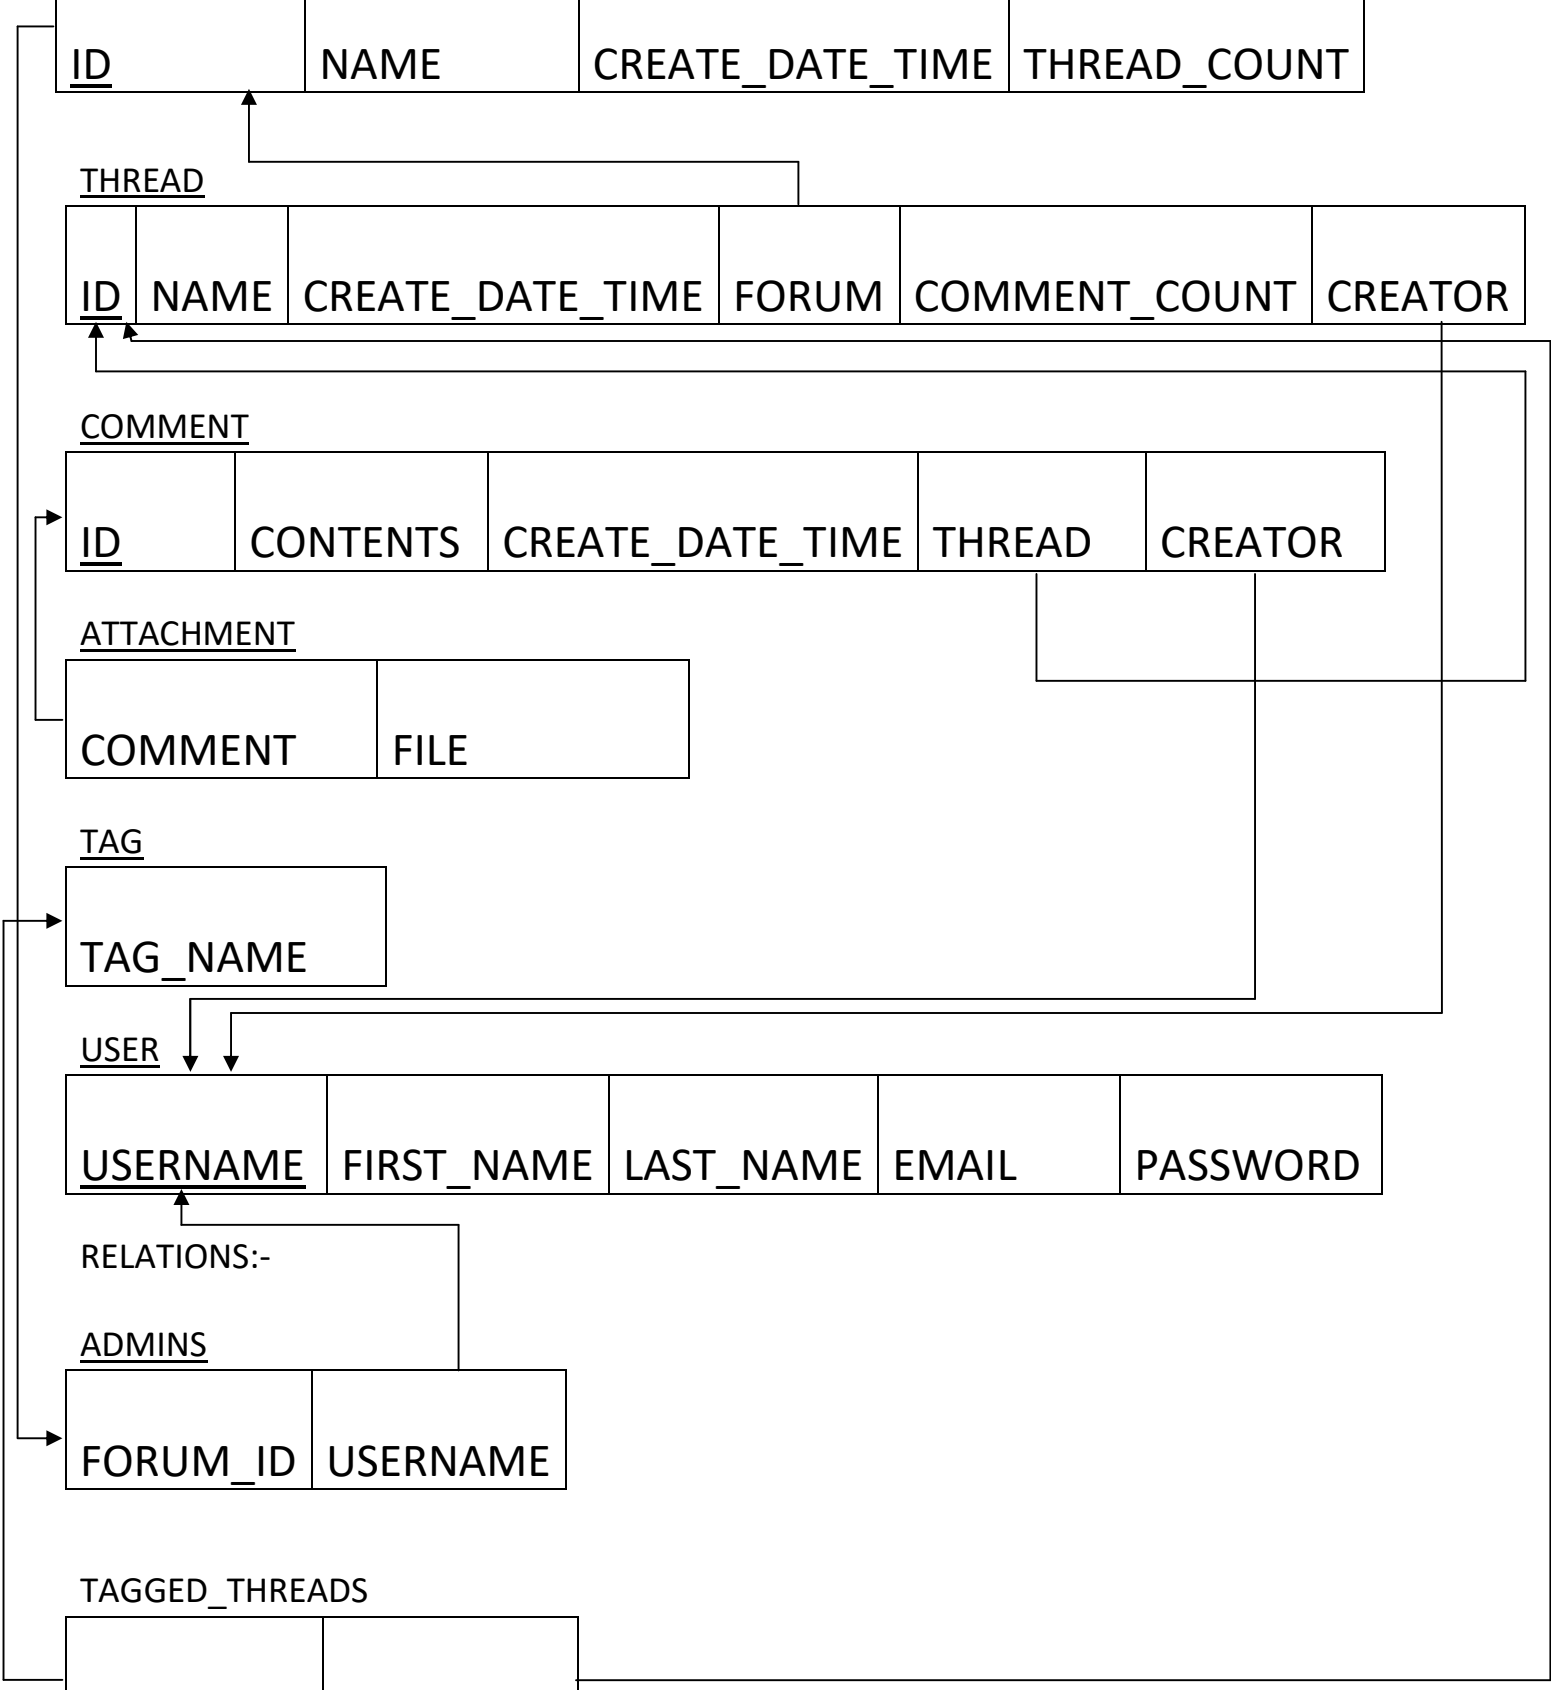 ID NAME CREATE_DATE_TIME THREAD_COUNT
THREAD
ID NAME CREATE_DATE_TIME FORUM COMMENT_COUNT CREATOR
COMMENT
ID CONTENTS CREATE_DATE_TIME THREAD CREATOR
ATTACHMENT
COMMENT FILE
TAG
TAG_NAME
USER
USERNAME FIRST_NAME LAST_NAME EMAIL PASSWORD
RELATIONS:-
ADMINS
FORUM_ID USERNAME
TAGGED_THREADS